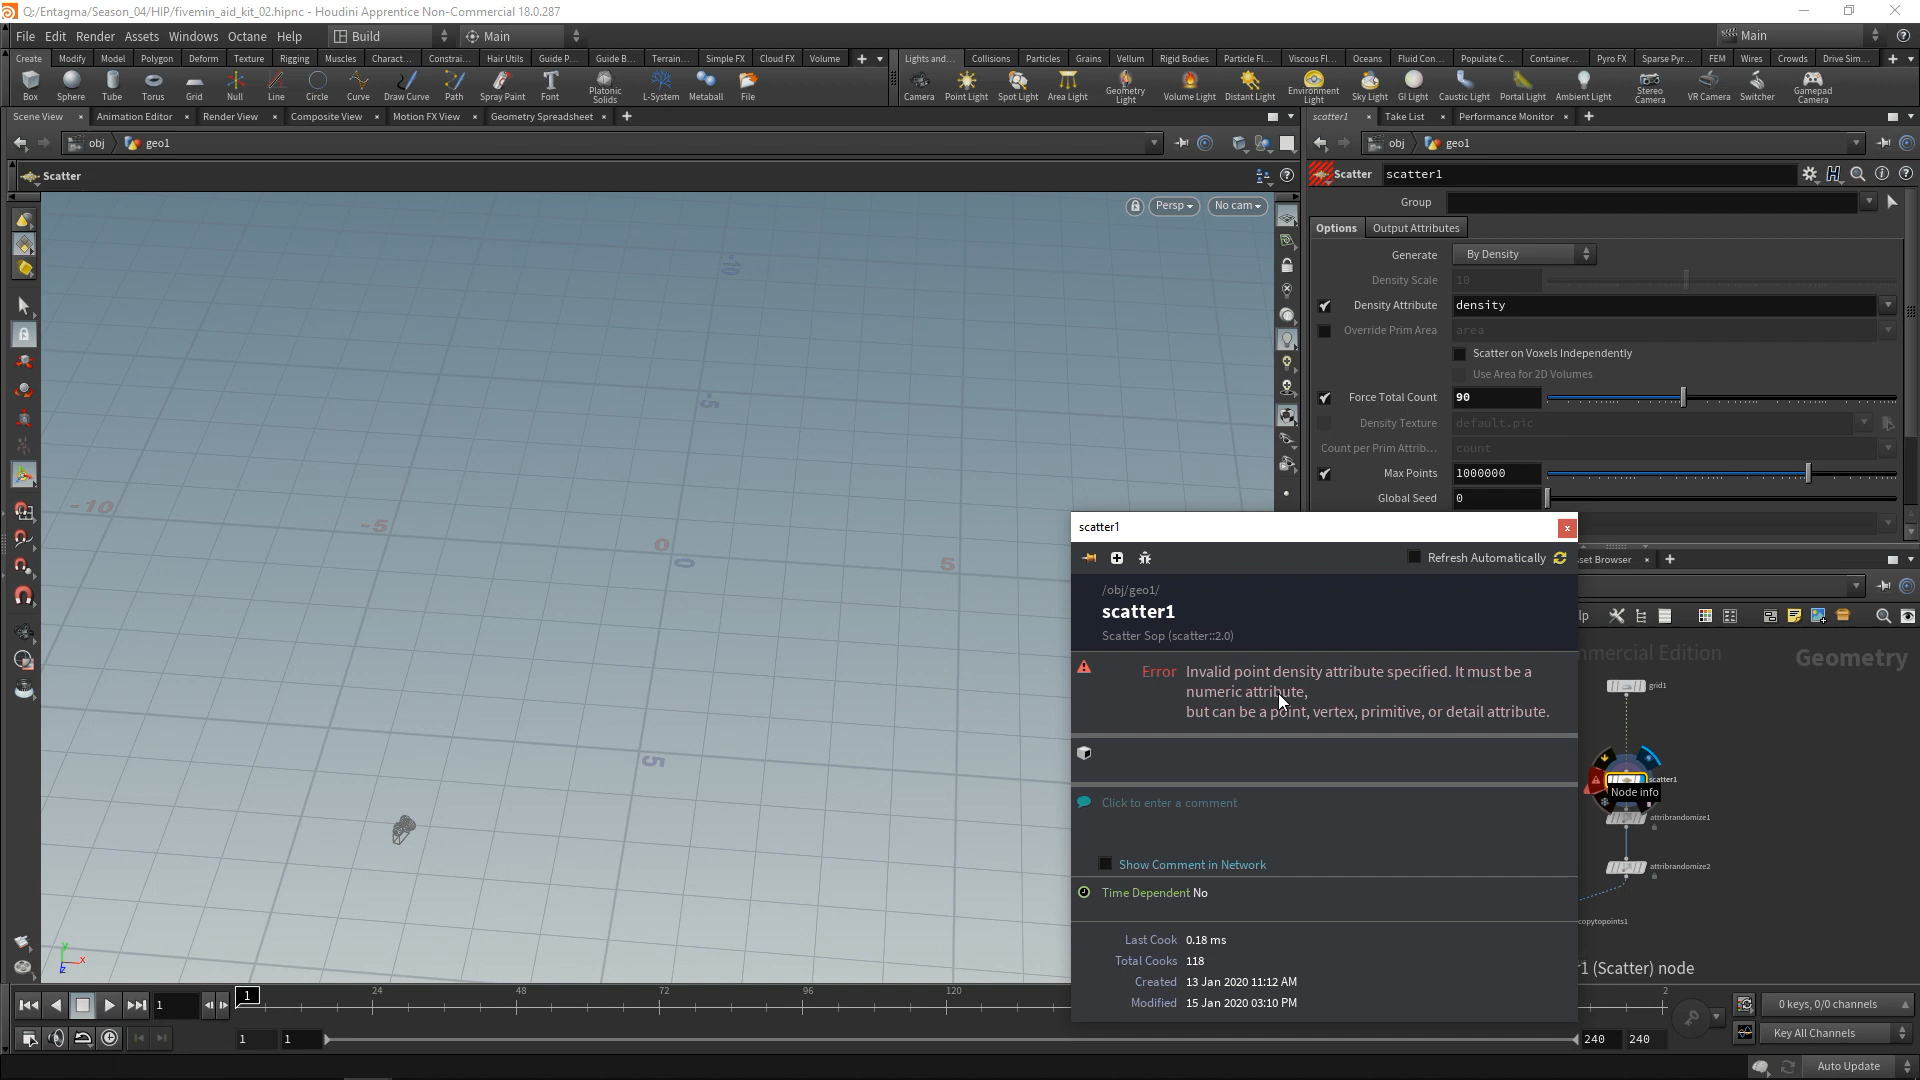 Q:/Entagma/Season_04/HIP/fivemin_aid_kit_02.hipnc - Houdini Apprentice Non-Commercial 18.0.287
File Edit Render Assets Windows Octane Help Build Main Main
Create Modify Model Polygon Deform Texture Rigging Muscles Charact... Constrai... Hair Utils Guide P... Guide B... Terrain... Simple FX Cloud FX Volume
Lights and... Collisions Particles Grains Vellum Rigid Bodies Particle Fl... Viscous Fl... Oceans Fluid Con... Populate C... Container... Pyro FX Sparse Pyr... FEM Wires Crowds Drive Sim...
Box Sphere Tube Torus Grid Null Line Circle Curve Draw Curve Path Spray Paint Font Platonic Solids L-System Metaball File
Camera Point Light Spot Light Area Light Geometry Light Volume Light Distant Light Environment Light Sky Light GI Light Caustic Light Portal Light Ambient Light Stereo Camera VR Camera Switcher Gamepad Camera
Scene View Animation Editor Render View Composite View Motion FX View Geometry Spreadsheet
scatter1 Take List Performance Monitor
obj geo1
obj geo1
Scatter
Scatter scatter1
Persp No cam
Group
Options Output Attributes
Generate By Density
Density Scale 10
Density Attribute density
Override Prim Area area
Scatter on Voxels Independently
Use Area for 2D Volumes
Force Total Count 90
Density Texture default.pic
Count per Prim Attrib... count
Max Points 1000000
Global Seed 0
-10
-5
-10
-5
0
0
5
5
scatter1
Refresh Automatically
/obj/geo1/
scatter1
Scatter Sop (scatter::2.0)
Error Invalid point density attribute specified. It must be a
numeric attribute,
but can be a point, vertex, primitive, or detail attribute.
Click to enter a comment
Show Comment in Network
Time Dependent No
Last Cook 0.18 ms
Total Cooks 118
Created 13 Jan 2020 11:12 AM
Modified 15 Jan 2020 03:10 PM
sset Browser
lp
mmercial Edition
Geometry
grid1
scatter1
Node info
attribrandomize1
attribrandomize2
copytopoints1
1 (Scatter) node
y
x
z
1 1 24 48 72 96 120 2
0 keys, 0/0 channels
1 1 240 240
Key All Channels
Auto Update